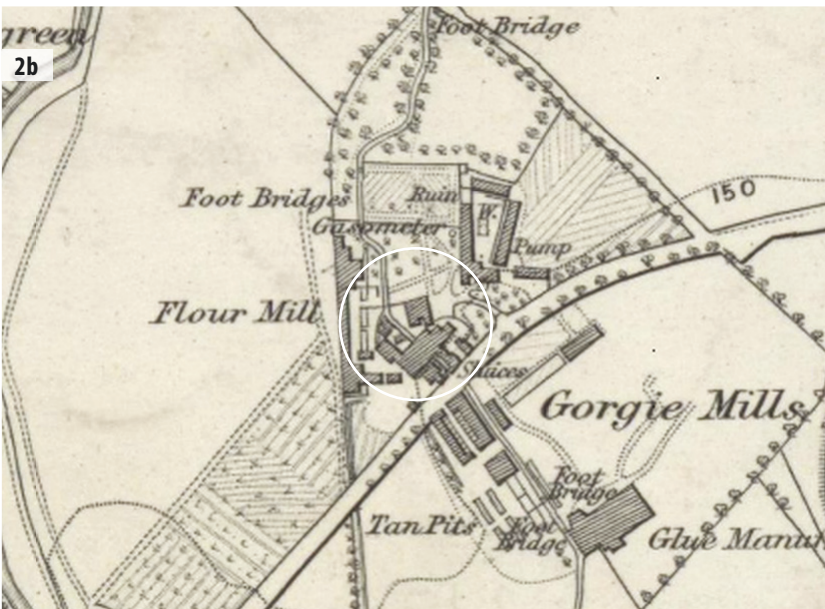 green
2b
Foot Bridge
150
Foot Bridges
Ruin
W.
Gasometer
Pump
Flour Mill
Sluices
Gorgie Mills
Foot
Bridge
Tan Pits
Foot
Bridge
Glue Manu